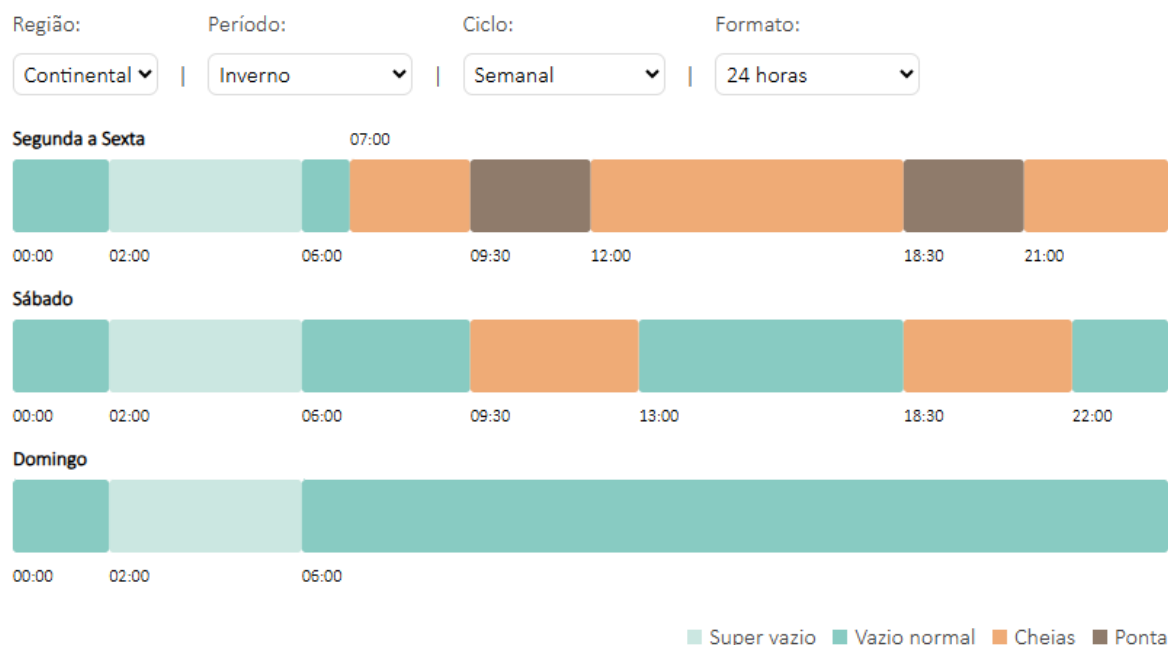 Região: Período: Ciclo: Formato:
Continental | Inverno | Semanal | 24 horas
Segunda a Sexta 07:00
00:00 02:00 06:00 09:30 12:00 18:30 21:00
Sábado
00:00 02:00 06:00 09:30 13:00 18:30 22:00
Domingo
00:00 02:00 06:00
Super vazio Vazio normal Cheias Ponta